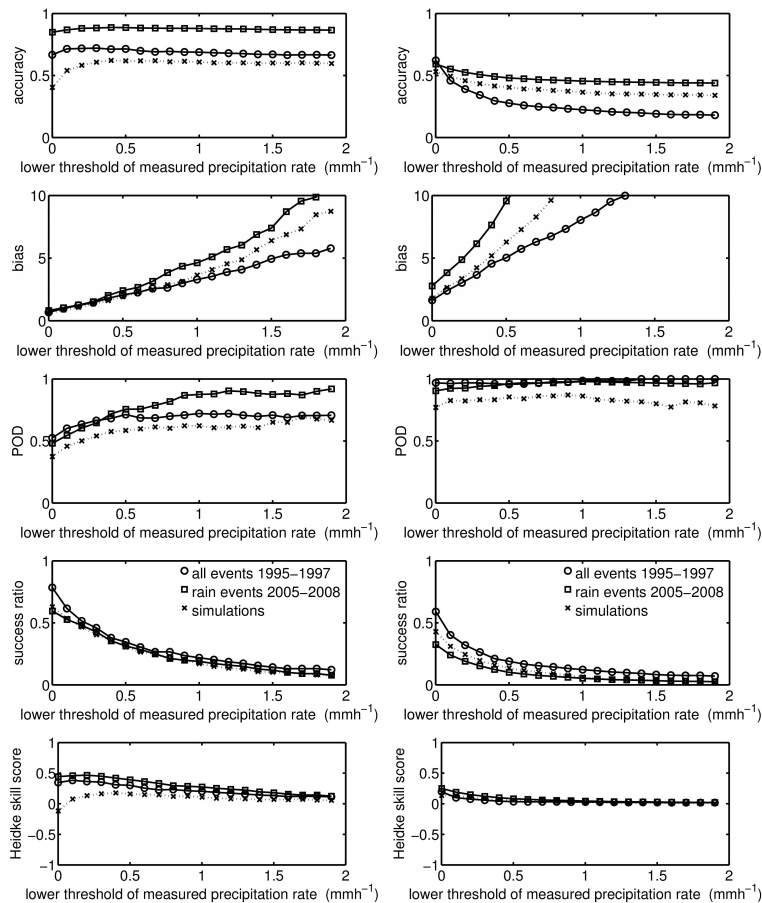 accuracy
1
0.5
0
0 0.5 1 1.5 2
lower threshold of measured precipitation rate (mmh−1)
accuracy
1
0.5
0
0 0.5 1 1.5 2
lower threshold of measured precipitation rate (mmh−1)
bias
10
5
0
0 0.5 1 1.5 2
lower threshold of measured precipitation rate (mmh−1)
bias
10
5
0
0 0.5 1 1.5 2
lower threshold of measured precipitation rate (mmh−1)
POD
1
0.5
0
0 0.5 1 1.5 2
lower threshold of measured precipitation rate (mmh−1)
POD
1
0.5
0
0 0.5 1 1.5 2
lower threshold of measured precipitation rate (mmh−1)
success ratio
1
0.5
0
all events 1995−1997
rain events 2005−2008
simulations
0 0.5 1 1.5 2
lower threshold of measured precipitation rate (mmh−1)
success ratio
1
0.5
0
all events 1995−1997
rain events 2005−2008
simulations
0 0.5 1 1.5 2
lower threshold of measured precipitation rate (mmh−1)
Heidke skill score
1
0.5
0
−0.5
−1
0 0.5 1 1.5 2
lower threshold of measured precipitation rate (mmh−1)
Heidke skill score
1
0.5
0
−0.5
−1
0 0.5 1 1.5 2
lower threshold of measured precipitation rate (mmh−1)